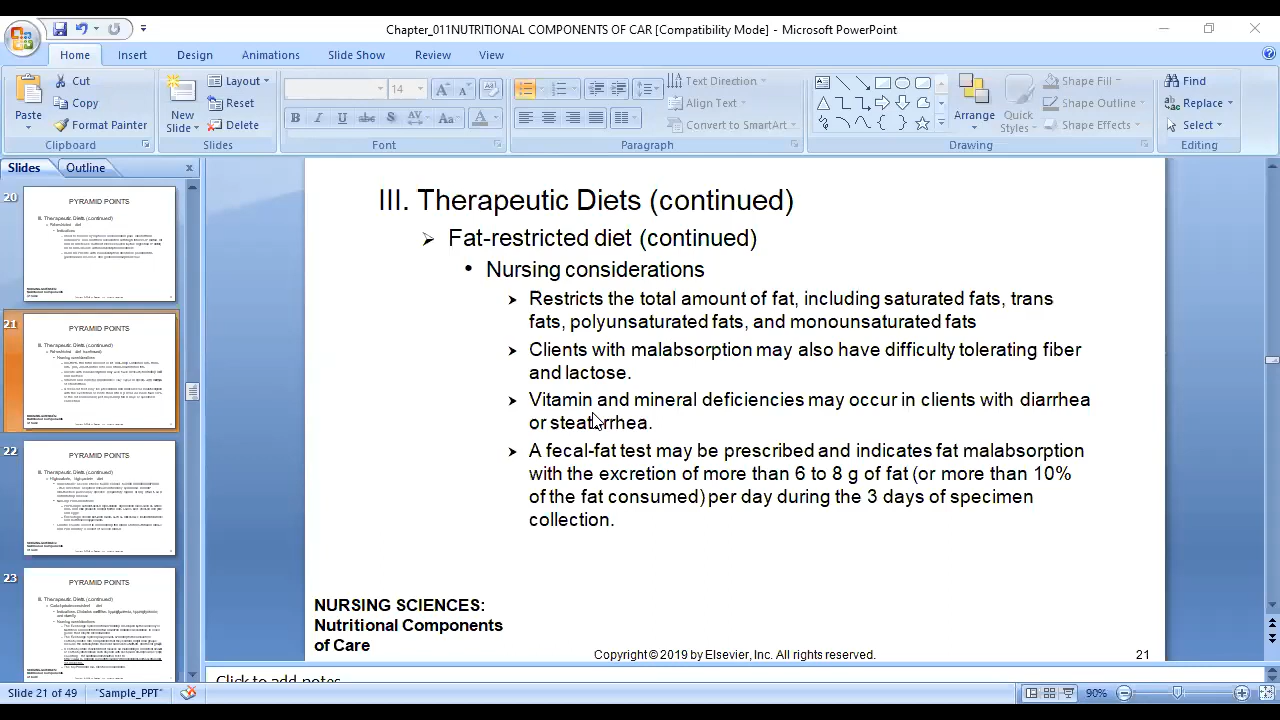 Chapter_011NUTRITIONAL COMPONENTS OF CAR [Compatibility Mode] - Microsoft PowerPoint
Home Insert Design Animations Slide Show Review View
Paste Cut Copy Format Painter
Clipboard
New Slide Layout Reset Delete
Slides
14
Font
Text Direction Align Text Convert to SmartArt
Paragraph
Arrange Quick Styles Shape Fill Shape Outline Shape Effects
Drawing
Find Replace Select
Editing
Slides Outline
20
PYRAMID POINTS
21
PYRAMID POINTS
22
PYRAMID POINTS
23
PYRAMID POINTS
III. Therapeutic Diets (continued)
Fat-restricted diet (continued)
Nursing considerations
Restricts the total amount of fat, including saturated fats, trans
fats, polyunsaturated fats, and monounsaturated fats
Clients with malabsorption may also have difficulty tolerating fiber
and lactose.
Vitamin and mineral deficiencies may occur in clients with diarrhea
or steatorrhea.
A fecal-fat test may be prescribed and indicates fat malabsorption
with the excretion of more than 6 to 8 g of fat (or more than 10%
of the fat consumed) per day during the 3 days of specimen
collection.
NURSING SCIENCES:
Nutritional Components
of Care
Copyright © 2019 by Elsevier, Inc. All rights reserved.
21
Click to add notes
Slide 21 of 49 "Sample_PPT" 90%